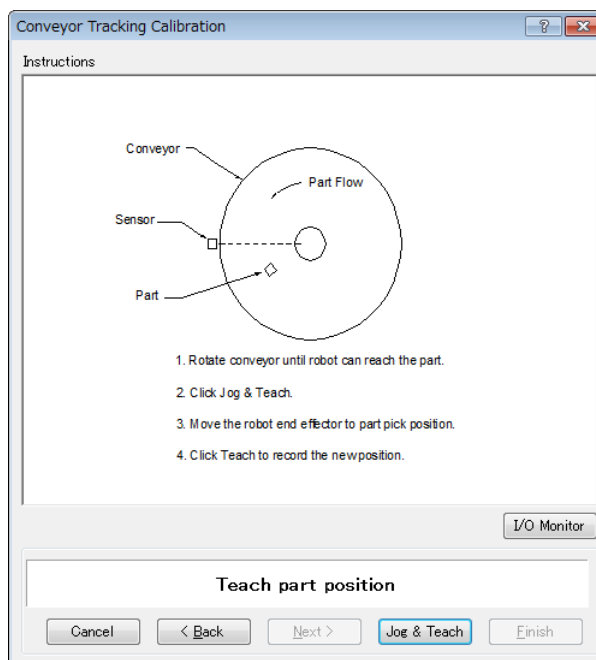 Conveyor Tracking Calibration
?
Instructions
Conveyor
Part Flow
Sensor
Part
1. Rotate conveyor until robot can reach the part.
2. Click Jog & Teach.
3. Move the robot end effector to part pick position.
4. Click Teach to record the new position.
I/O Monitor
Teach part position
Cancel
< Back
Next >
Jog & Teach
Finish